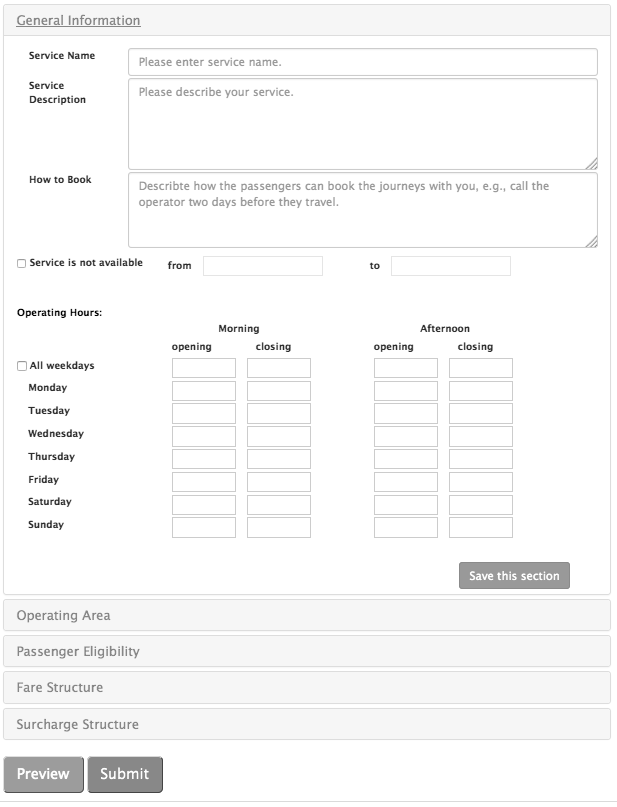 General Information
Service Name
Please enter service name.
Service
Description
Please describe your service.
How to Book
Describte how the passengers can book the journeys with you, e.g., call the
operator two days before they travel.
Service is not available from to
Operating Hours:
Morning Afternoon
opening closing opening closing
All weekdays
Monday
Tuesday
Wednesday
Thursday
Friday
Saturday
Sunday
Save this section
Operating Area
Passenger Eligibility
Fare Structure
Surcharge Structure
Preview Submit